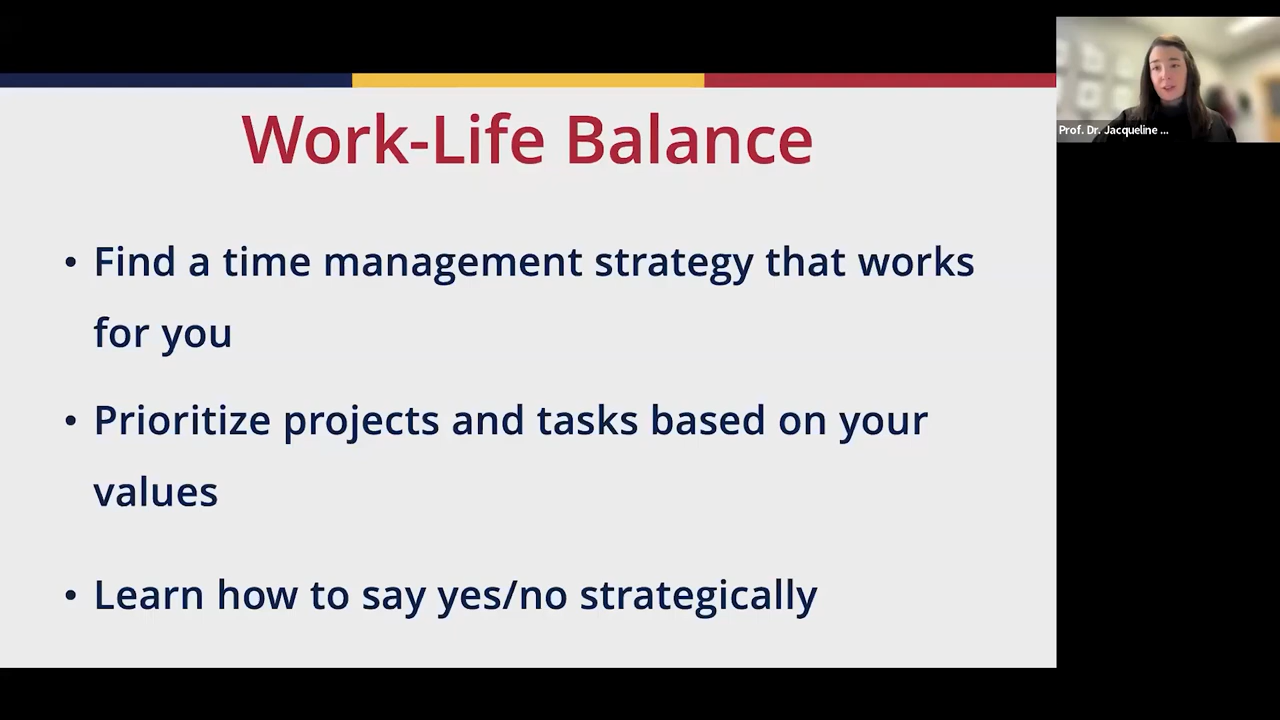 Work-Life Balance
• Find a time management strategy that works
for you
• Prioritize projects and tasks based on your
values
• Learn how to say yes/no strategically
Prof. Dr. Jacqueline ...